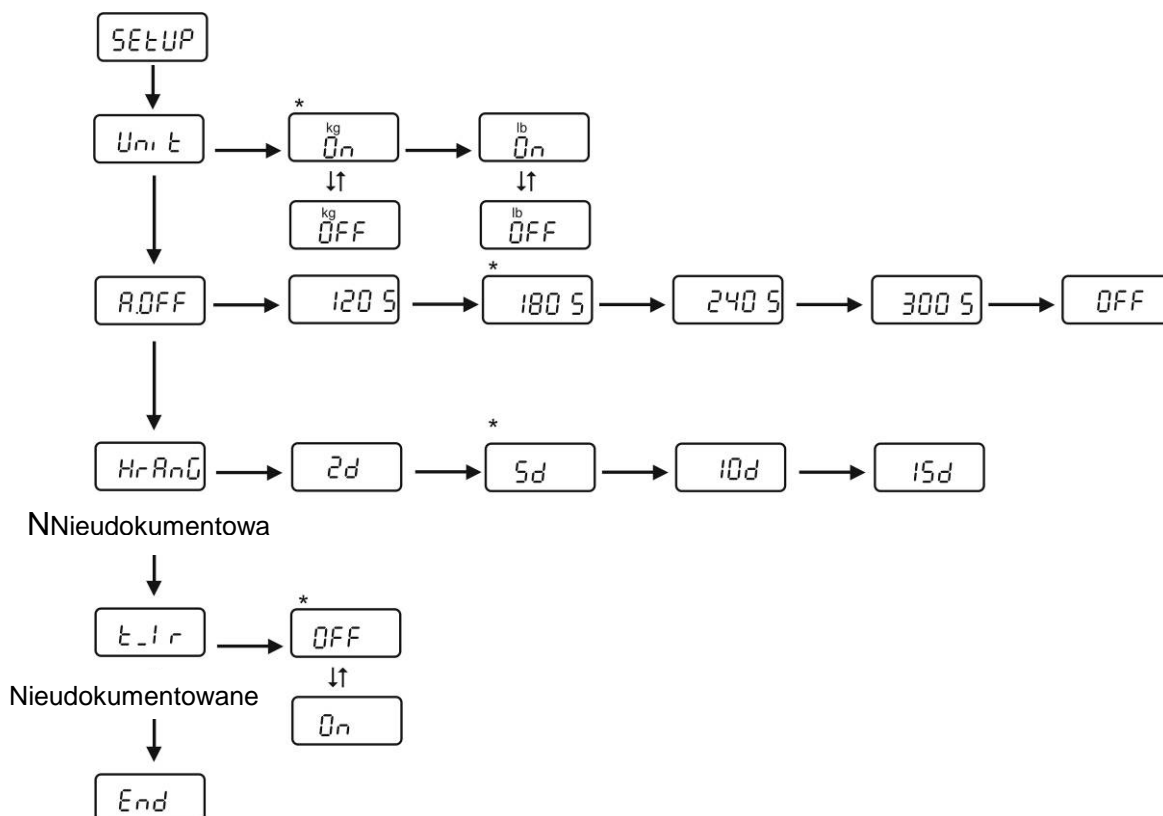 SEtUP
*
Unit
kg
On
lb
On
kg
OFF
lb
OFF
*
A.OFF
120 S
180 S
240 S
300 S
OFF
*
HrAnG
2d
5d
10d
15d
NNieudokumentowa
*
t_Ir
OFF
Nieudokumentowane
On
End